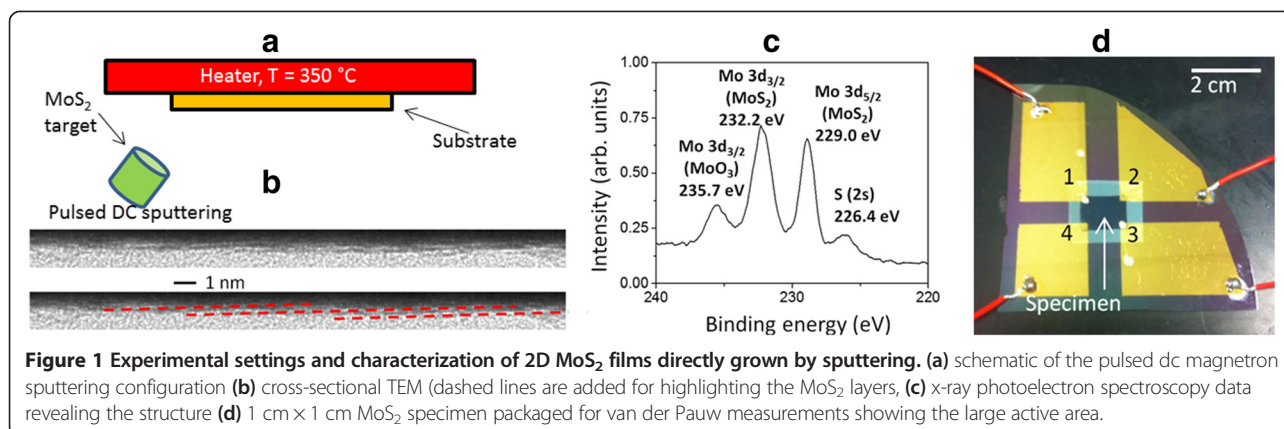 a
Heater, T = 350 °C
MoS₂
target
Substrate
Pulsed DC sputtering
b
1 nm
c
Intensity (arb. units)
1.00
0.75
0.50
0.25
0.00
Mo 3d₃/₂
(MoS₂)
232.2 eV
Mo 3d₅/₂
(MoS₂)
229.0 eV
Mo 3d₃/₂
(MoO₃)
235.7 eV
S (2s)
226.4 eV
240 230 220
Binding energy (eV)
d
2 cm
1 2
4 3
Specimen
Figure 1 Experimental settings and characterization of 2D MoS₂ films directly grown by sputtering. (a) schematic of the pulsed dc magnetron
sputtering configuration (b) cross-sectional TEM (dashed lines are added for highlighting the MoS₂ layers, (c) x-ray photoelectron spectroscopy data
revealing the structure (d) 1 cm × 1 cm MoS₂ specimen packaged for van der Pauw measurements showing the large active area.